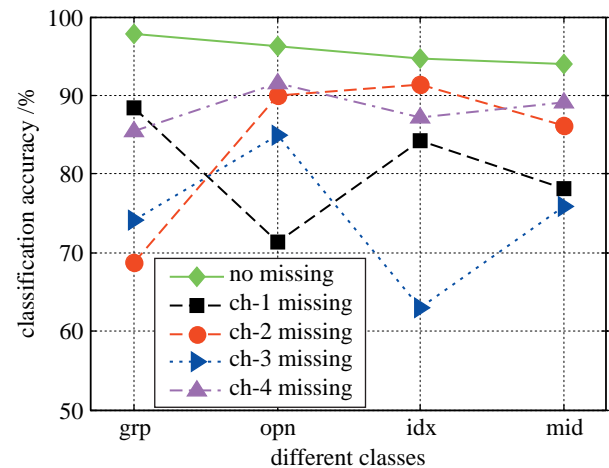 100
90
80
70
60
50
classification accuracy /%
no missing
ch-1 missing
ch-2 missing
ch-3 missing
ch-4 missing
grp opn idx mid
different classes